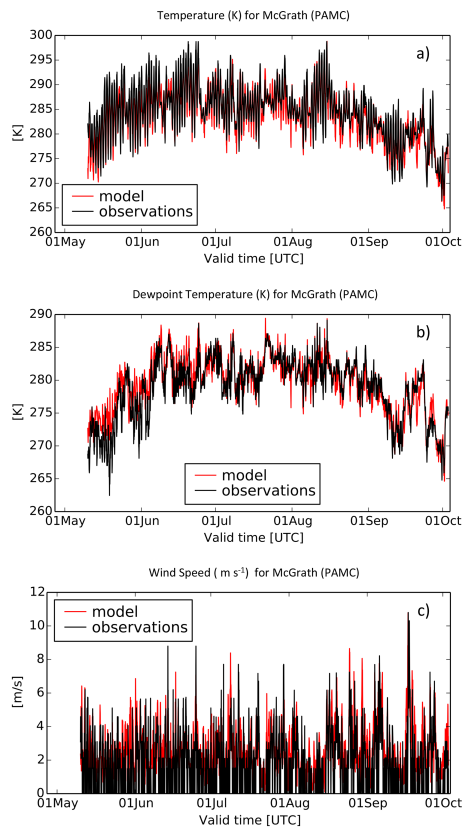 Temperature (K) for McGrath (PAMC)
300
295
290
285
280
275
270
265
260
[K]
a)
model
observations
01May 01Jun 01Jul 01Aug 01Sep 01Oct
Valid time [UTC]
Dewpoint Temperature (K) for McGrath (PAMC)
290
285
280
275
270
265
260
[K]
b)
model
observations
01May 01Jun 01Jul 01Aug 01Sep 01Oct
Valid time [UTC]
Wind Speed ( m s⁻¹) for McGrath (PAMC)
12
10
8
6
4
2
0
[m/s]
c)
model
observations
01May 01Jun 01Jul 01Aug 01Sep 01Oct
Valid time [UTC]